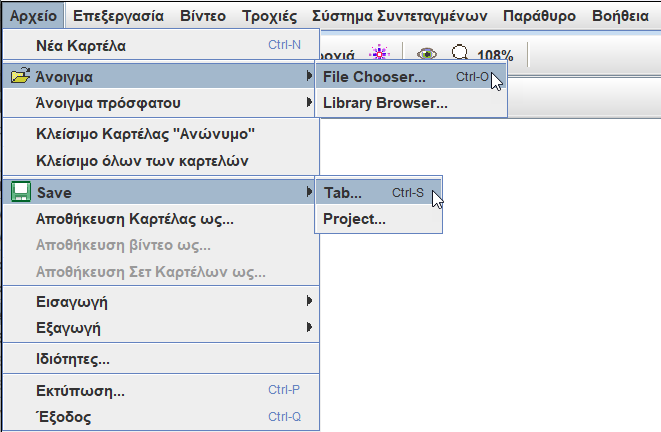 Αρχείο Επεξεργασία Βίντεο Τροχιές Σύστημα Συντεταγμένων Παράθυρο Βοήθεια
Νέα Καρτέλα Ctrl-N
108%
Άνοιγμα File Chooser... Ctrl-O
Άνοιγμα πρόσφατου Library Browser...
Κλείσιμο Καρτέλας "Ανώνυμο"
Κλείσιμο όλων των καρτελών
Save Tab... Ctrl-S
Αποθήκευση Καρτέλας ως... Project...
Αποθήκευση βίντεο ως...
Αποθήκευση Σετ Καρτέλων ως...
Εισαγωγή
Εξαγωγή
Ιδιότητες...
Εκτύπωση... Ctrl-P
Έξοδος Ctrl-Q